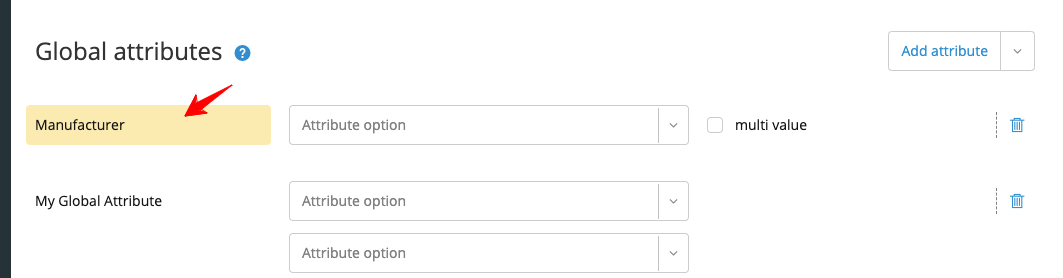 Global attributes ?
Add attribute
Manufacturer Attribute option multi value
My Global Attribute Attribute option
Attribute option